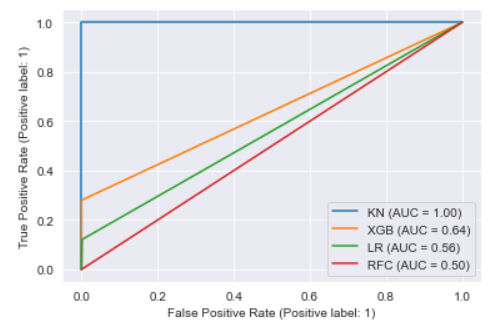 1.0
0.8
0.6
0.4
0.2
0.0
True Positive Rate (Positive label: 1)
KN (AUC = 1.00)
XGB (AUC = 0.64)
LR (AUC = 0.56)
RFC (AUC = 0.50)
0.0 0.2 0.4 0.6 0.8 1.0
False Positive Rate (Positive label: 1)